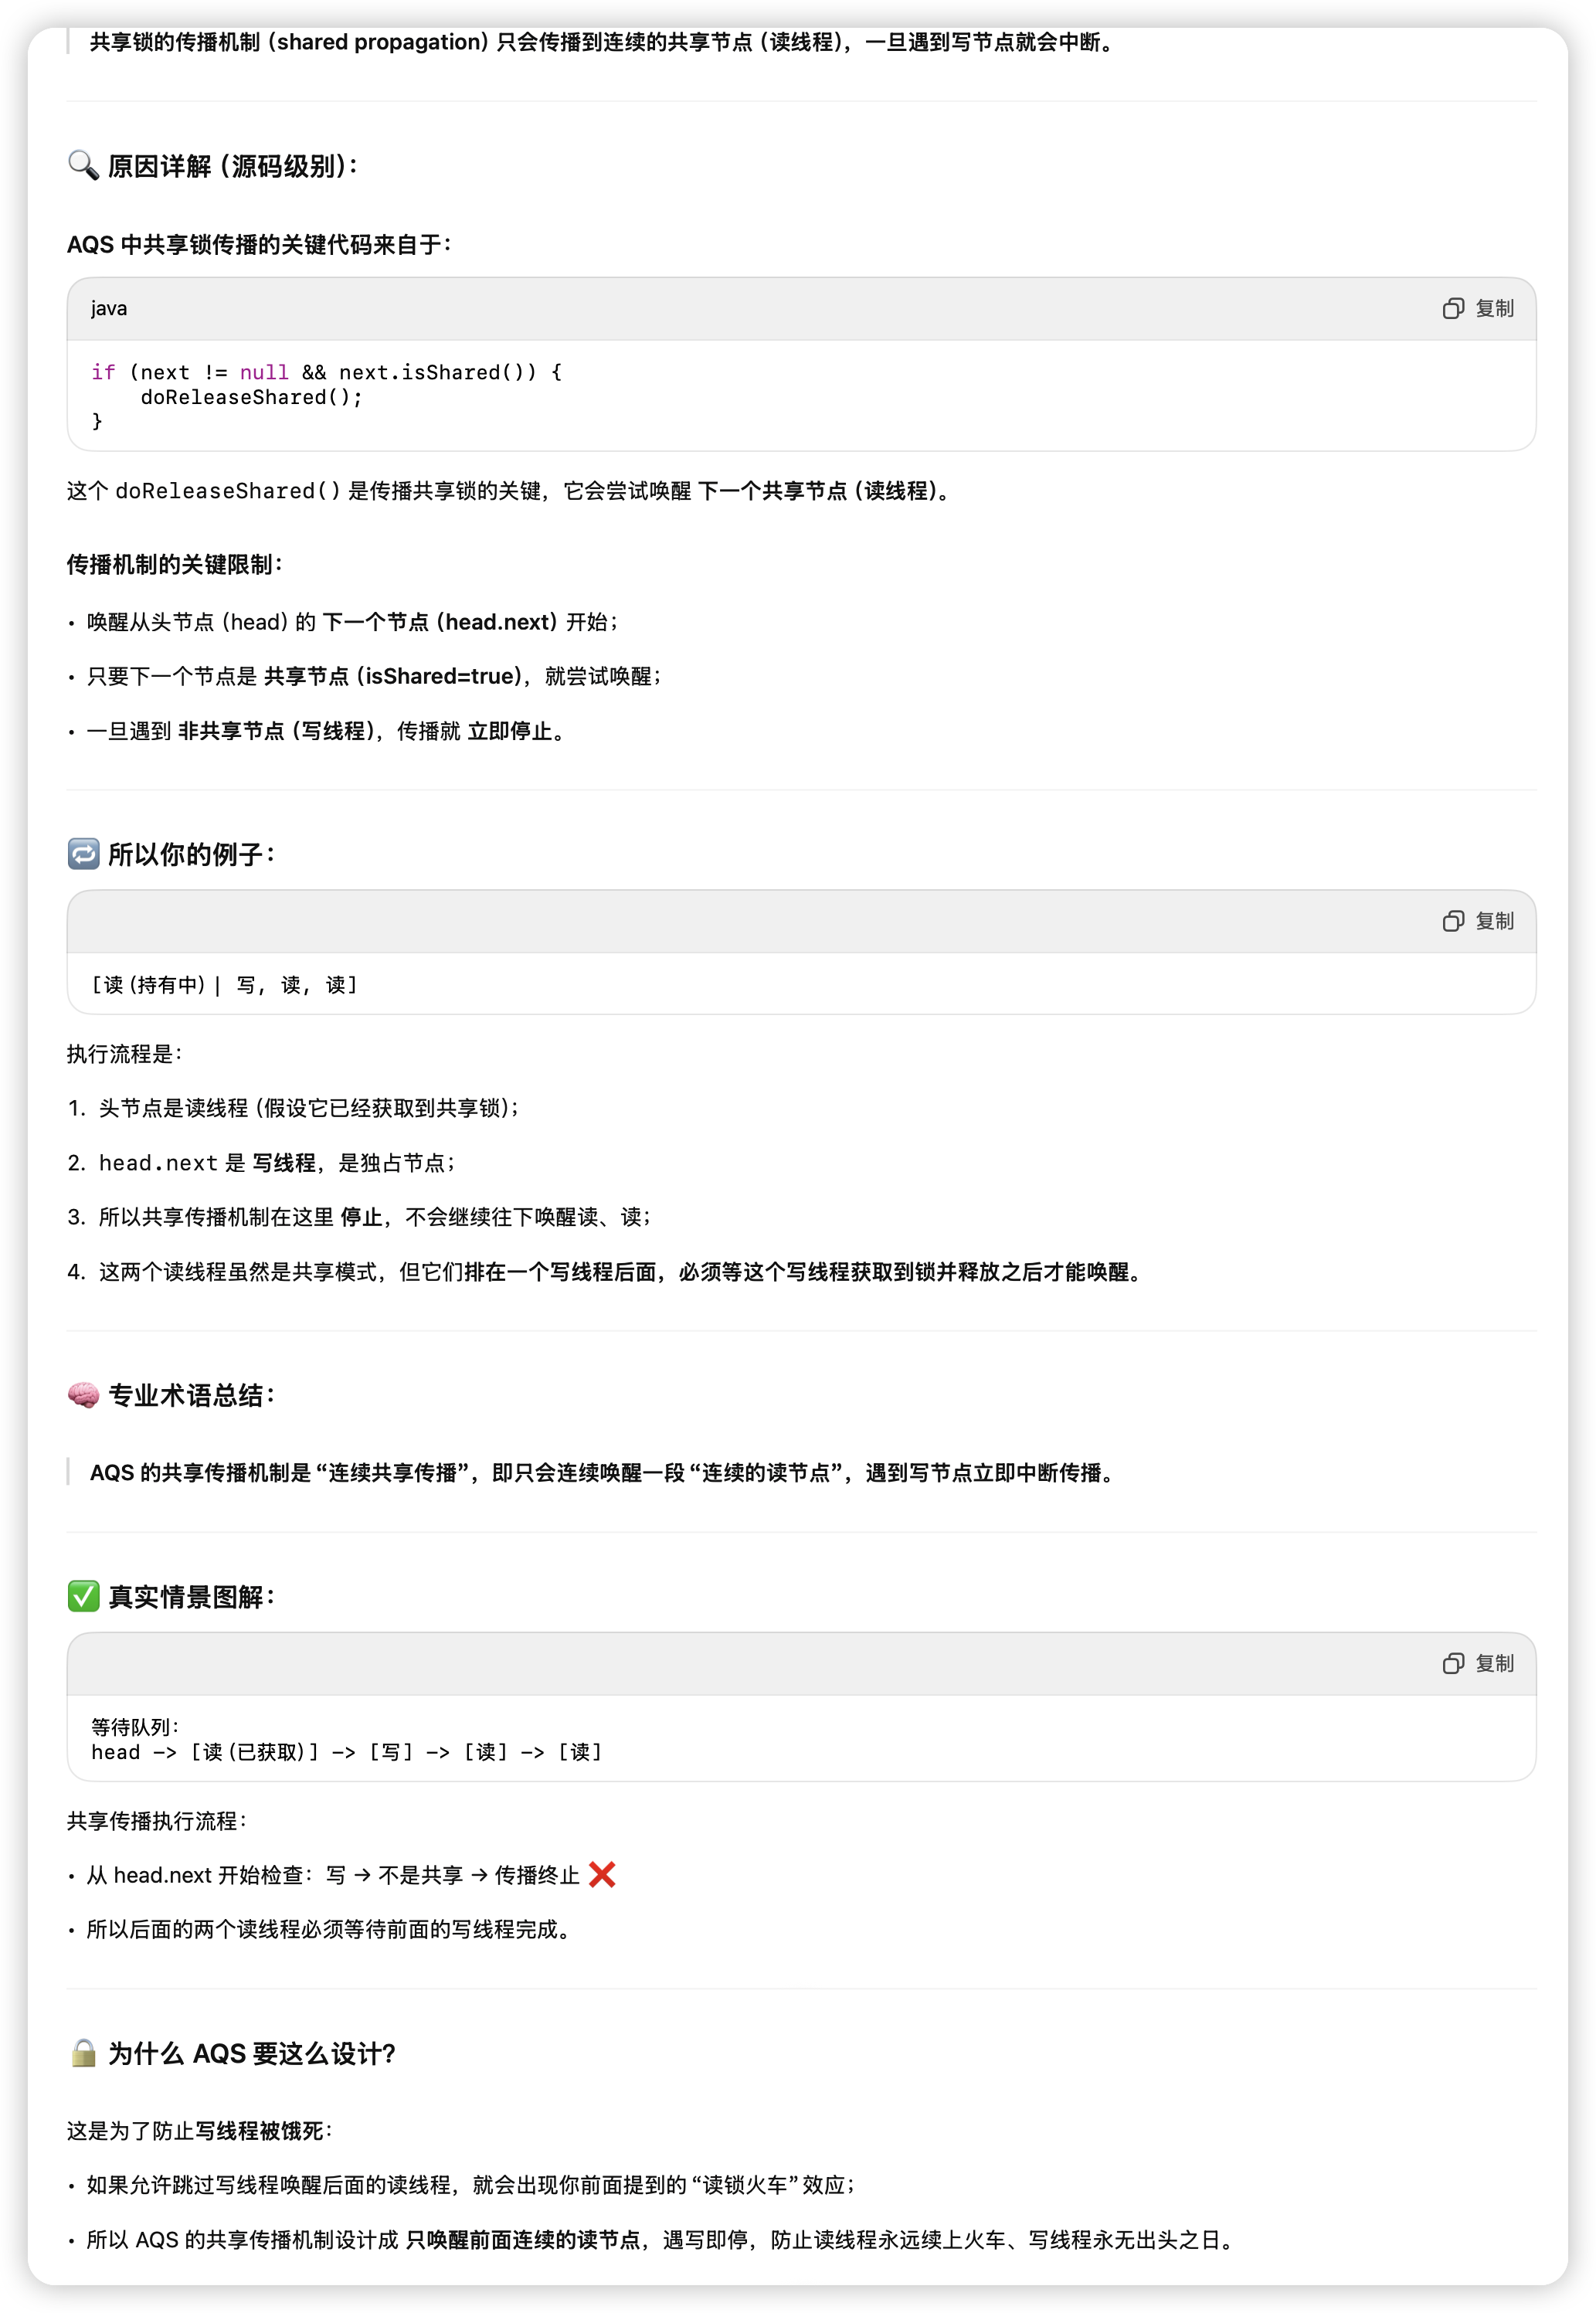 共享锁的传播机制（shared propagation）只会传播到连续的共享节点（读线程），一旦遇到写节点就会中断。
🔍 原因详解（源码级别）：
AQS 中共享锁传播的关键代码来自于：
java
复制
if (next != null && next.isShared()) {
    doReleaseShared();
}
这个 doReleaseShared() 是传播共享锁的关键，它会尝试唤醒 下一个共享节点（读线程）。
传播机制的关键限制：
• 唤醒从头节点（head）的 下一个节点（head.next）开始；
• 只要下一个节点是 共享节点（isShared=true），就尝试唤醒；
• 一旦遇到 非共享节点（写线程），传播就 立即停止。
🔁 所以你的例子：
复制
[读（持有中）| 写, 读, 读]
执行流程是：
1. 头节点是读线程（假设它已经获取到共享锁）；
2. head.next 是 写线程，是独占节点；
3. 所以共享传播机制在这里 停止，不会继续往下唤醒读、读；
4. 这两个读线程虽然是共享模式，但它们排在一个写线程后面，必须等这个写线程获取到锁并释放之后才能唤醒。
🧠 专业术语总结：
AQS 的共享传播机制是“连续共享传播”，即只会连续唤醒一段“连续的读节点”，遇到写节点立即中断传播。
✅ 真实情景图解：
复制
等待队列：
head -> [读（已获取）] -> [写] -> [读] -> [读]
共享传播执行流程：
• 从 head.next 开始检查：写 → 不是共享 → 传播终止 ❌
• 所以后面的两个读线程必须等待前面的写线程完成。
🔒 为什么 AQS 要这么设计？
这是为了防止写线程被饿死：
• 如果允许跳过写线程唤醒后面的读线程，就会出现你前面提到的“读锁火车”效应；
• 所以 AQS 的共享传播机制设计成 只唤醒前面连续的读节点，遇写即停，防止读线程永远续上火车、写线程永无出头之日。